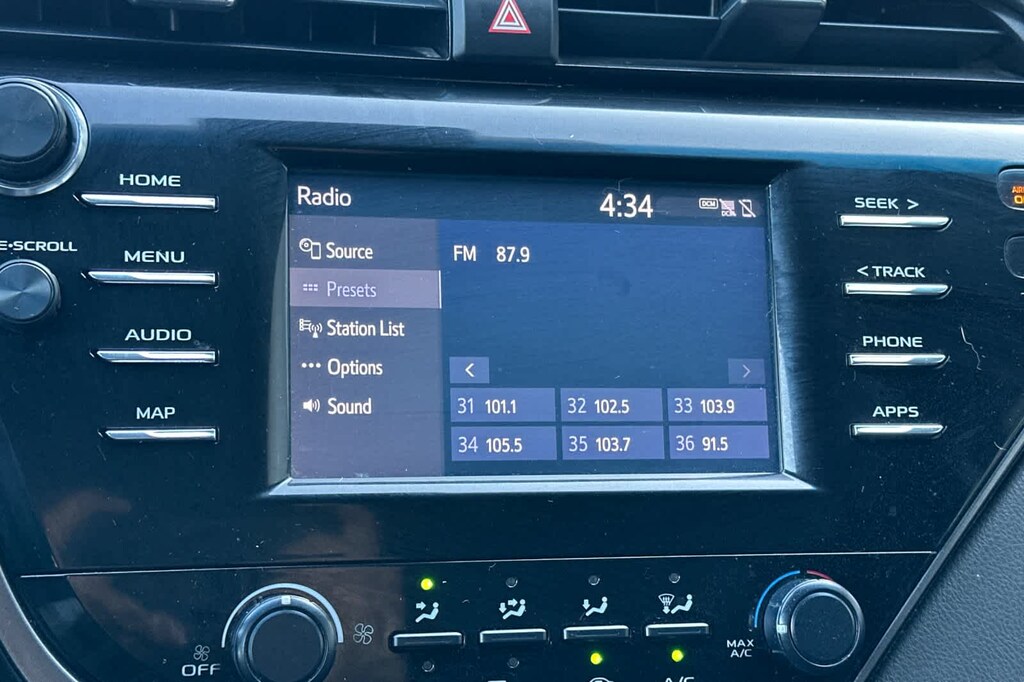 Radio
4:34
DCM
HOME
SEEK >
E•SCROLL
Source
FM 87.9
MENU
< TRACK
Presets
AUDIO
Station List
PHONE
Options
<
>
MAP
Sound
31 101.1
32 102.5
33 103.9
APPS
34 105.5
35 103.7
36 91.5
OFF
MAX
A/C
A/C